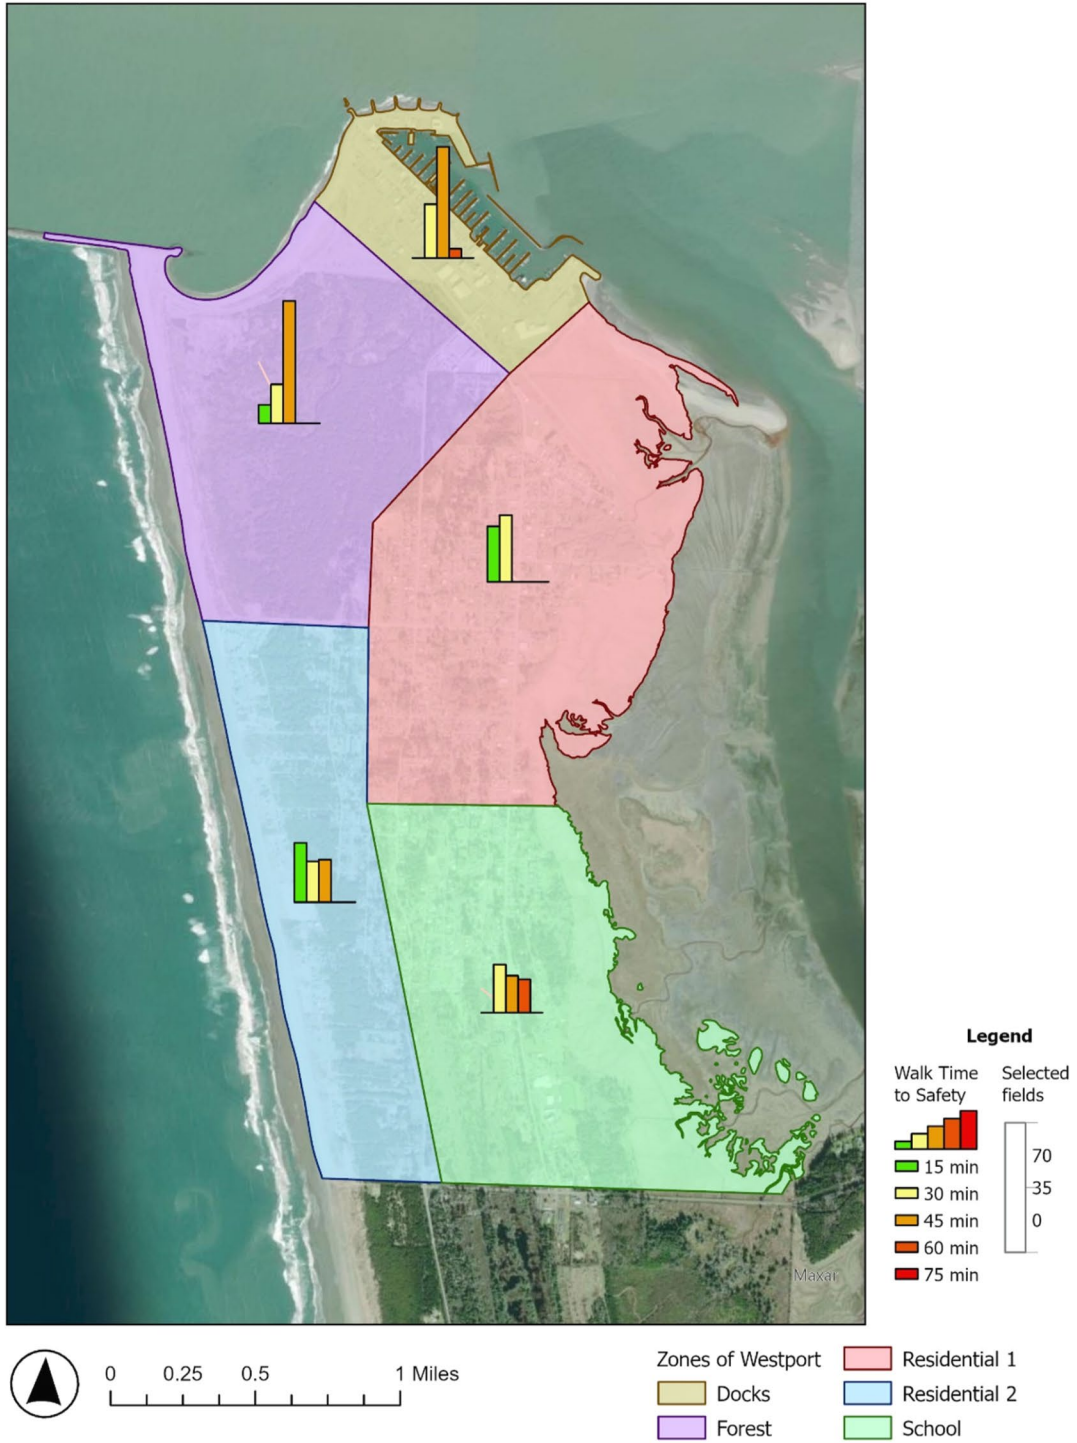 Maxar
Legend
Walk Time
to Safety
15 min
30 min
45 min
60 min
75 min
Selected
fields
70
35
0
0 0.25 0.5 1 Miles
Zones of Westport
Docks
Forest
Residential 1
Residential 2
School